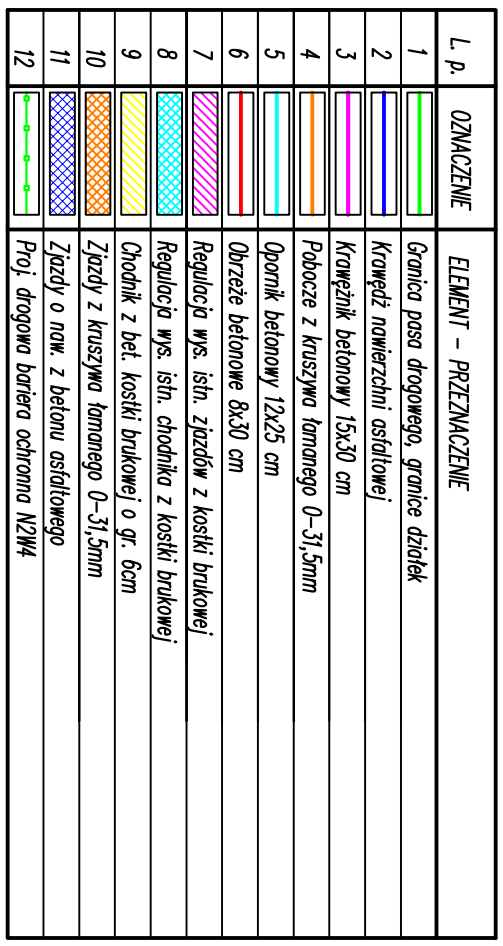 L. p. OZNACZENIE ELEMENT – PRZEZNACZENIE
1 Granica pasa drogowego, granice działek
2 Krawędź nawierzchni asfaltowej
3 Krawężnik betonowy 15x30 cm
4 Pobocze z kruszywa łamanego 0–31,5mm
5 Opornik betonowy 12x25 cm
6 Obrzeże betonowe 8x30 cm
7 Regulacja wys. istn. zjazdów z kostki brukowej
8 Regulacja wys. istn. chodnika z kostki brukowej
9 Chodnik z bet. kostki brukowej o gr. 6cm
10 Zjazdy z kruszywa łamanego 0–31,5mm
11 Zjazdy o naw. z betonu asfaltowego
12 Proj. drogowa bariera ochronna N2W4